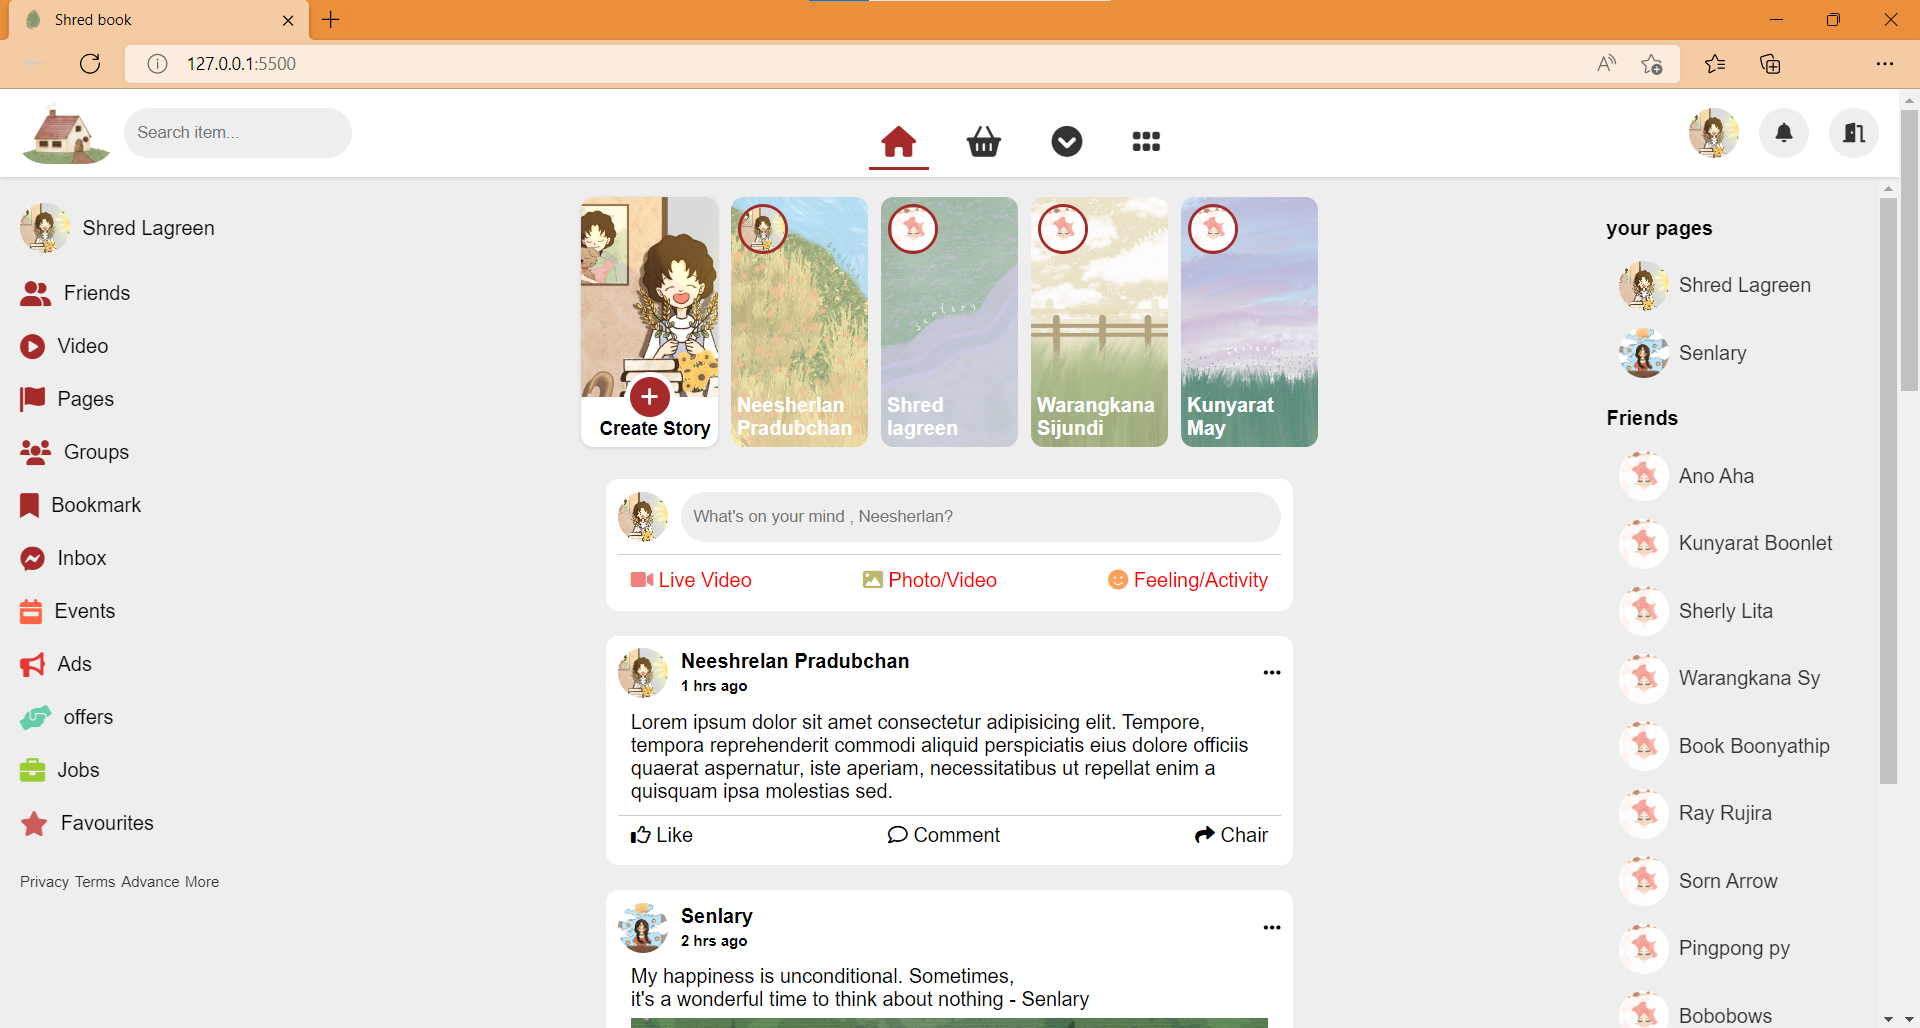 Shred book
127.0.0.1:5500
Search item...
Shred Lagreen
Friends
Video
Pages
Groups
Bookmark
Inbox
Events
Ads
offers
Jobs
Favourites
Privacy Terms Advance More
Create Story
Neesherlan
Pradubchan
senlary
Shred
lagreen
Warangkana
Sijundi
senlary
Kunyarat
May
What's on your mind , Neesherlan?
Live Video
Photo/Video
Feeling/Activity
Neeshrelan Pradubchan
1 hrs ago
Lorem ipsum dolor sit amet consectetur adipisicing elit. Tempore,
tempora reprehenderit commodi aliquid perspiciatis eius dolore officiis
quaerat aspernatur, iste aperiam, necessitatibus ut repellat enim a
quisquam ipsa molestias sed.
Like
Comment
Chair
Senlary
2 hrs ago
My happiness is unconditional. Sometimes,
it's a wonderful time to think about nothing - Senlary
your pages
Shred Lagreen
Senlary
Friends
Ano Aha
Kunyarat Boonlet
Sherly Lita
Warangkana Sy
Book Boonyathip
Ray Rujira
Sorn Arrow
Pingpong py
Bobobows